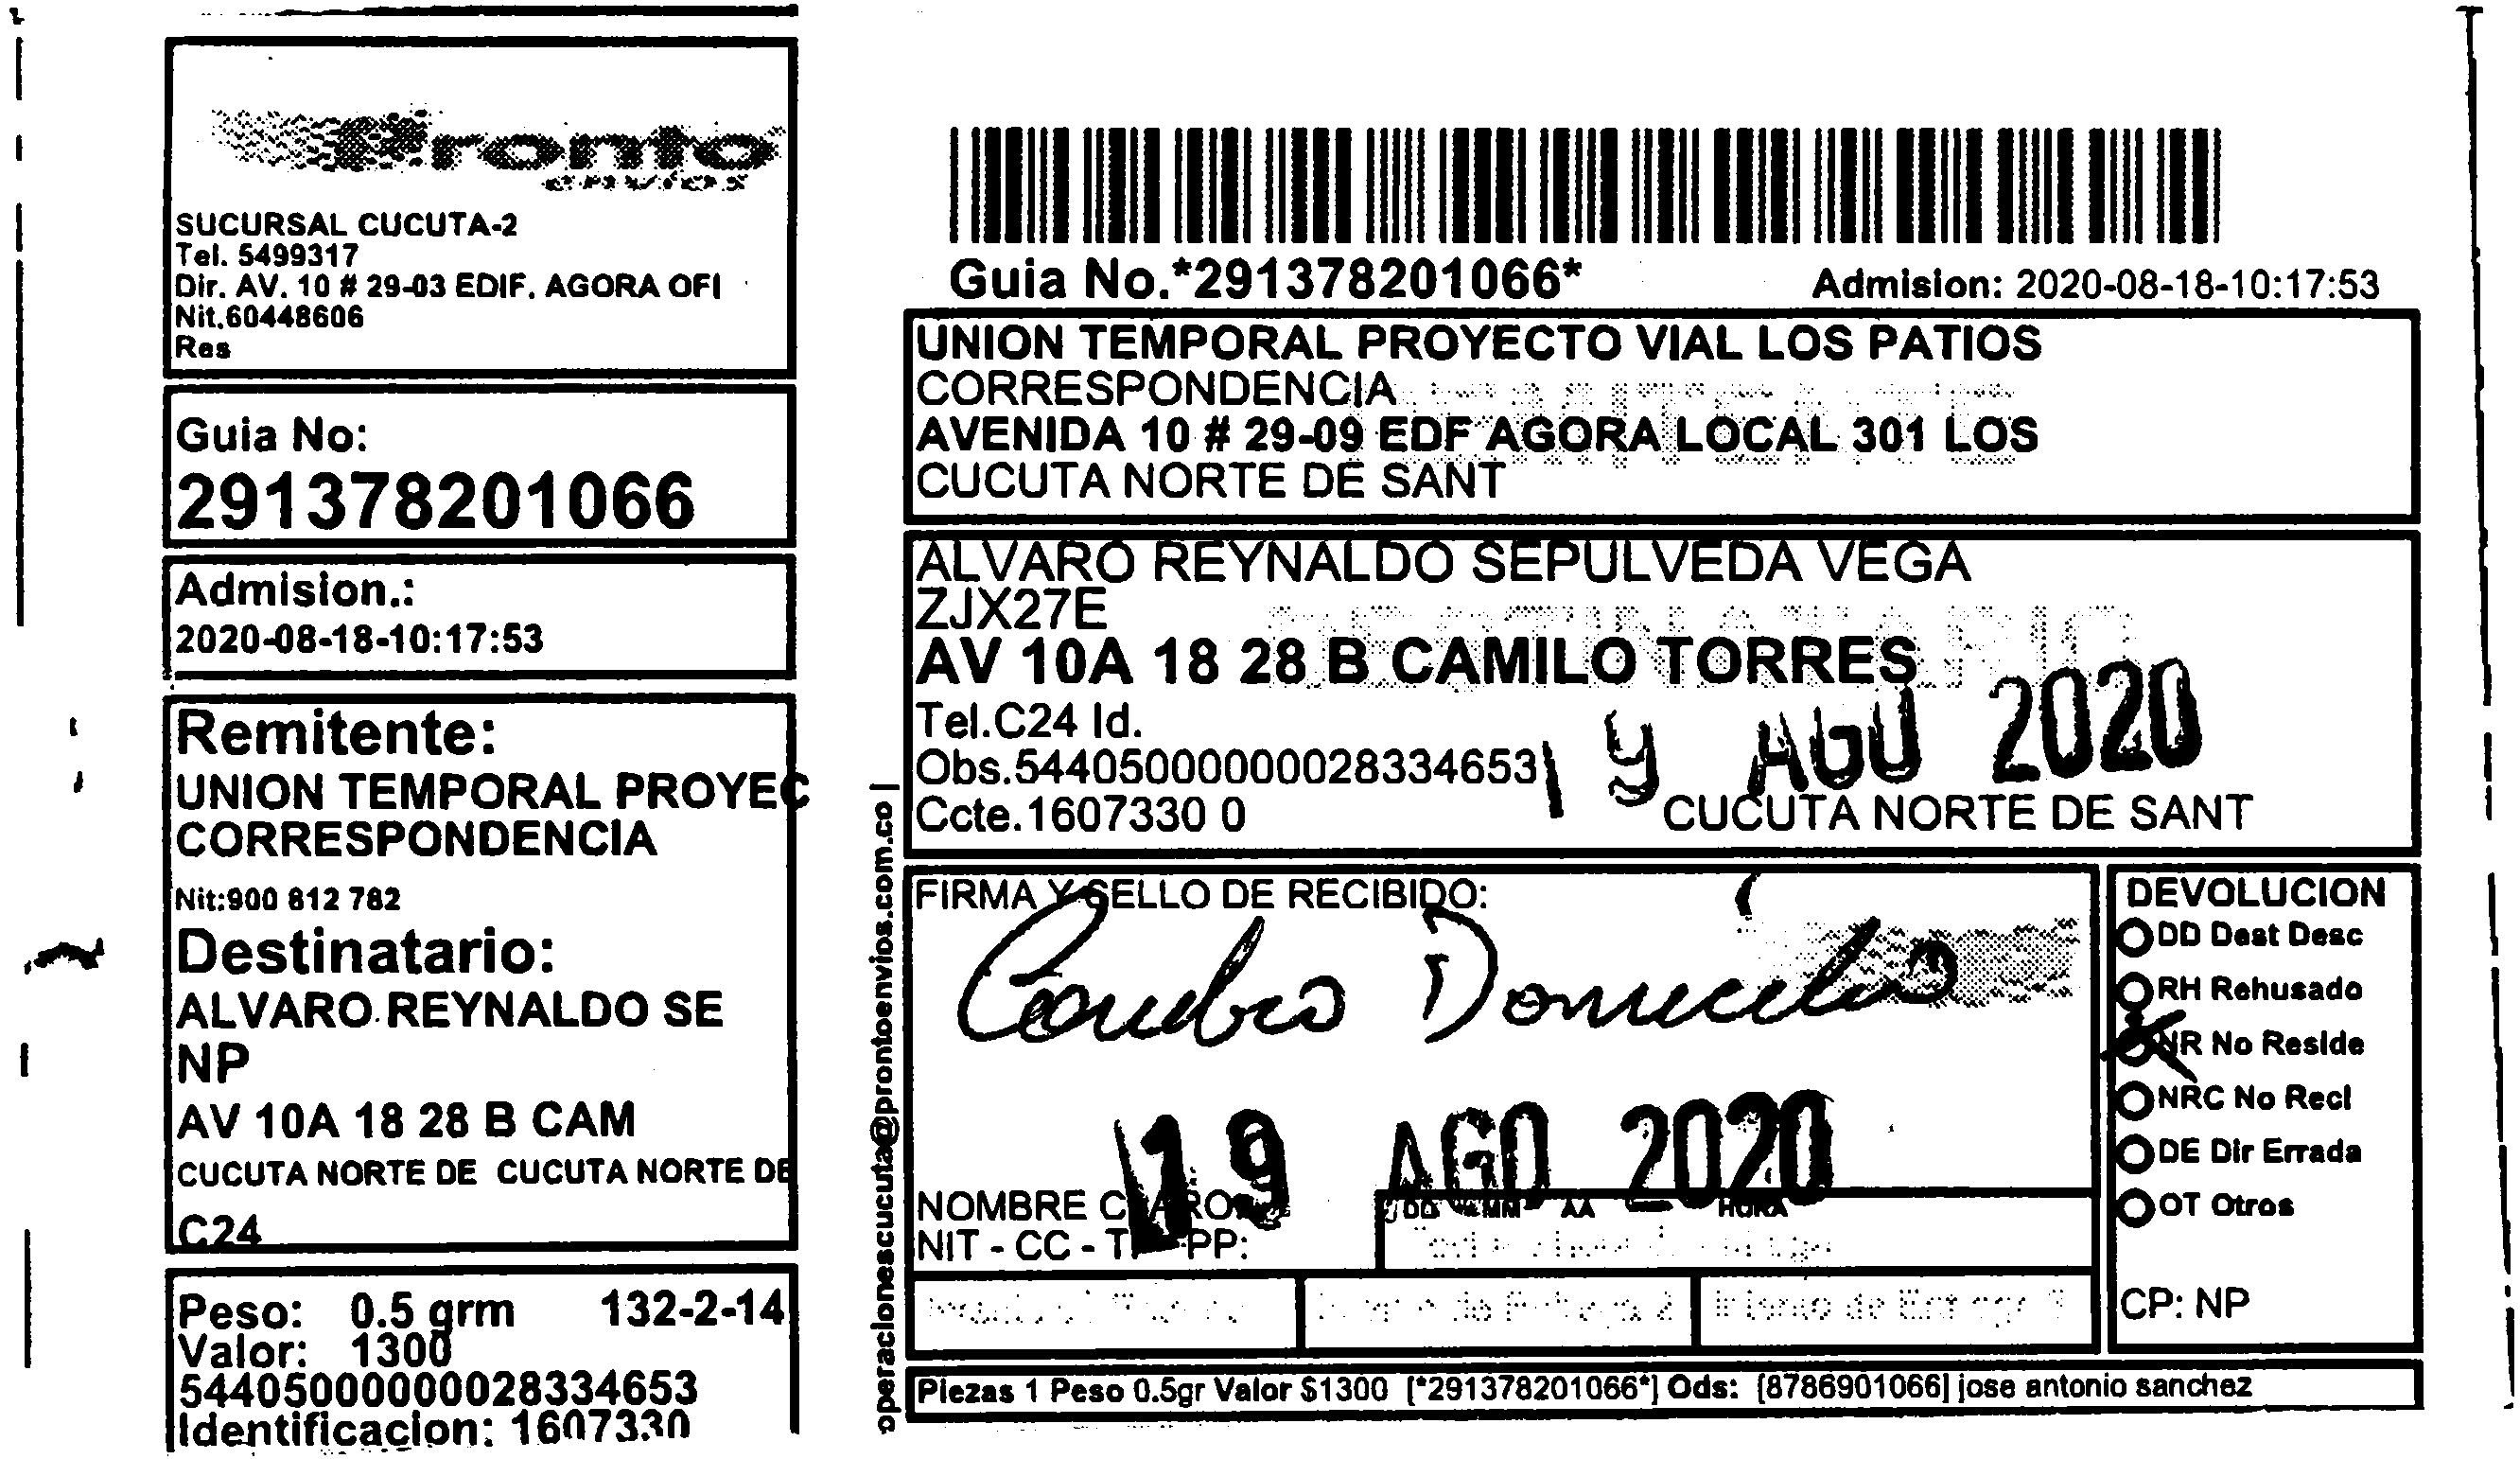 Pronto
envíos
SUCURSAL CUCUTA-2
Tel. 5499317
Dir. AV. 10 # 29-03 EDIF. AGORA OFI
Nit.60448606
Res
Guia No:
291378201066
Admision.:
2020-08-18-10:17:53
Remitente:
UNION TEMPORAL PROYEC
CORRESPONDENCIA
Nit:900 812 782
Destinatario:
ALVARO REYNALDO SE
NP
AV 10A 18 28 B CAM
CUCUTA NORTE DE CUCUTA NORTE DE
C24
Peso: 0.5 grm 132-2-14
Valor: 1300
544050000000028334653
Identificacion: 1607330
operacionescucuta@prontoenvios.com.co |
Guia No.*291378201066*
Admision: 2020-08-18-10:17:53
UNION TEMPORAL PROYECTO VIAL LOS PATIOS
CORRESPONDENCIA
REMITENTE
AVENIDA 10 # 29-09 EDF AGORA LOCAL 301 LOS
CUCUTA NORTE DE SANT
ALVARO REYNALDO SEPULVEDA VEGA
ZJX27E
DESTINATARIO
AV 10A 18 28 B CAMILO TORRES
Tel.C24 Id.
Obs.544050000000028334653
19 AGO 2020
Ccte.1607330 0
CUCUTA NORTE DE SANT
FIRMA Y SELLO DE RECIBIDO:
Cambio Domicilio
19 AGO 2020
NOMBRE CLARO
NIT - CC - TI - PP:
DD MM AA HORA
DEVOLUCION
DD Dest Desc
RH Rehusado
NR No Reside
NRC No Recl
DE Dir Errada
OT Otros
CP: NP
Piezas 1 Peso 0.5gr Valor $1300 [*291378201066*] Ods: [8786901066] jose antonio sanchez